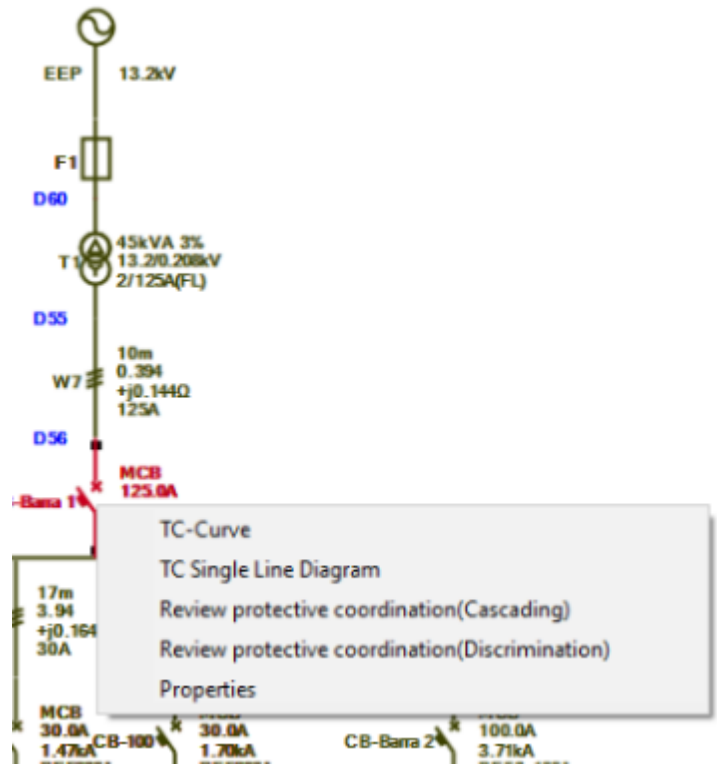 EEP 13.2kV
F1
D60
45kVA 3%
T1 13.2/0.208kV
2/125A(FL)
D55
10m
W7 0.394
+j0.144Ω
125A
D56
MCB
-Barra 1 125.0A
TC-Curve
TC Single Line Diagram
Review protective coordination(Cascading)
Review protective coordination(Discrimination)
Properties
17m
3.94
+j0.164
30A
MCB
30.0A 30.0A 100.0A
1.47kA CB-100 1.70kA CB-Barra 2 3.71kA